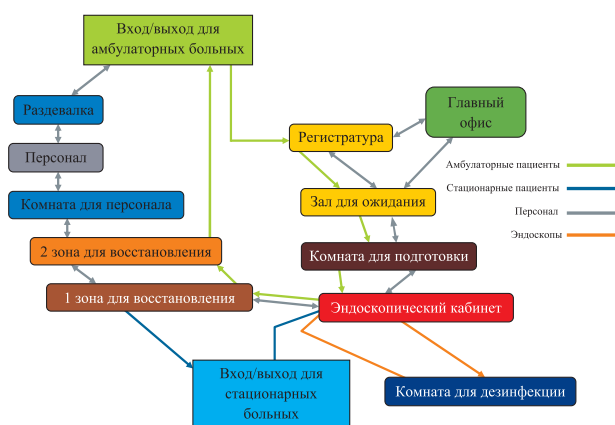 Вход/выход для
амбулаторных больных
Раздевалка
Главный
офис
Регистратура
Персонал
Амбулаторные пациенты
Стационарные пациенты
Комната для персонала
Зал для ожидания
Персонал
Эндоскопы
2 зона для восстановления
Комната для подготовки
1 зона для восстановления
Эндоскопический кабинет
Вход/выход для
стационарных
больных
Комната для дезинфекции